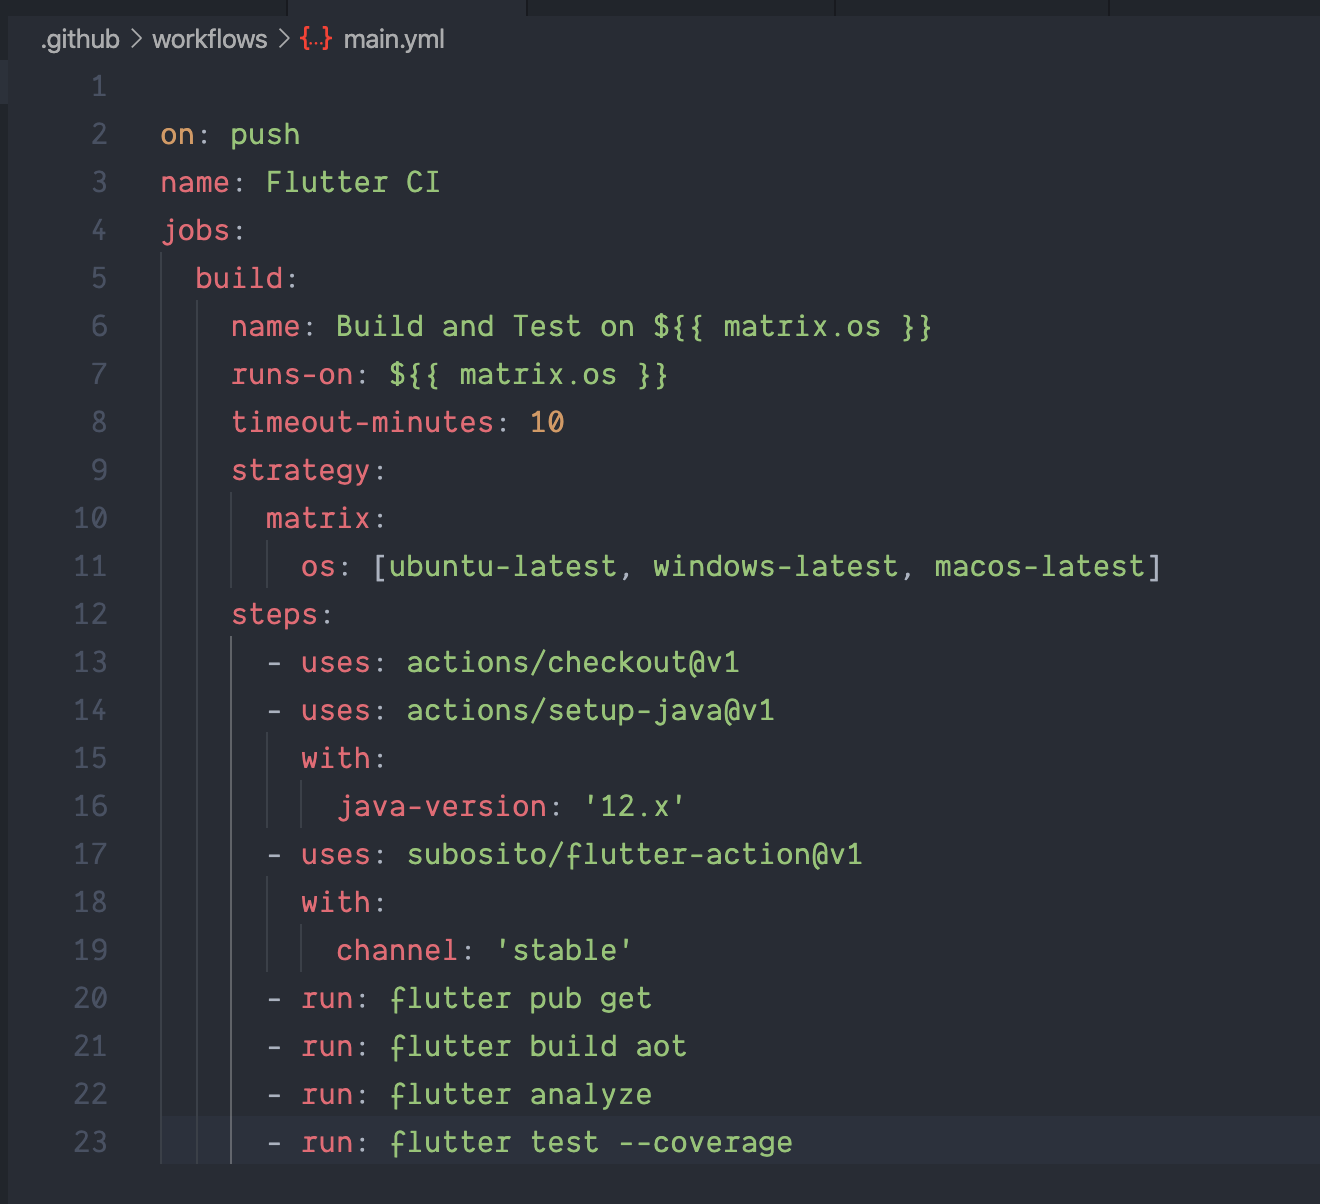 .github > workflows > {..} main.yml
1
2 on: push
3 name: Flutter CI
4 jobs:
5   build:
6     name: Build and Test on ${{ matrix.os }}
7     runs-on: ${{ matrix.os }}
8     timeout-minutes: 10
9     strategy:
10       matrix:
11         os: [ubuntu-latest, windows-latest, macos-latest]
12     steps:
13       - uses: actions/checkout@v1
14       - uses: actions/setup-java@v1
15         with:
16           java-version: '12.x'
17       - uses: subosito/flutter-action@v1
18         with:
19           channel: 'stable'
20       - run: flutter pub get
21       - run: flutter build aot
22       - run: flutter analyze
23       - run: flutter test --coverage